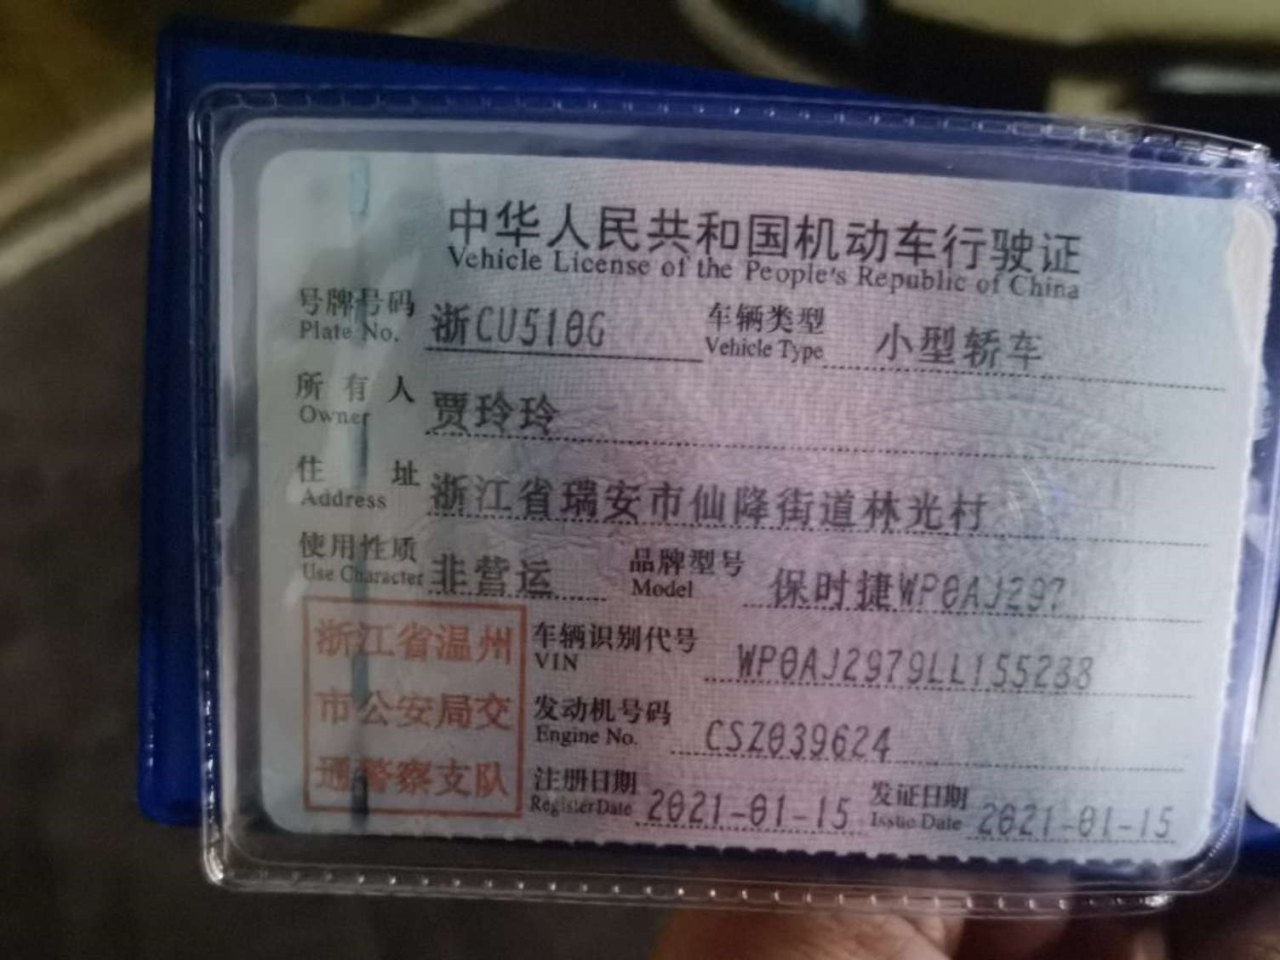 中华人民共和国机动车行驶证
Vehicle License of the People's Republic of China
号牌号码 浙CU510G 车辆类型 小型轿车
Plate No. Vehicle Type
所有人 贾玲玲
Owner
住址 浙江省瑞安市仙降街道林光村
Address
使用性质 非营运 品牌型号 保时捷WP0AJ297
Use Character Model
浙江省温州
市公安局交
通警察支队
车辆识别代号 WP0AJ2979LL155238
VIN
发动机号码 CSZ039624
Engine No.
注册日期 2021-01-15 发证日期 2021-01-15
Register Date Issue Date